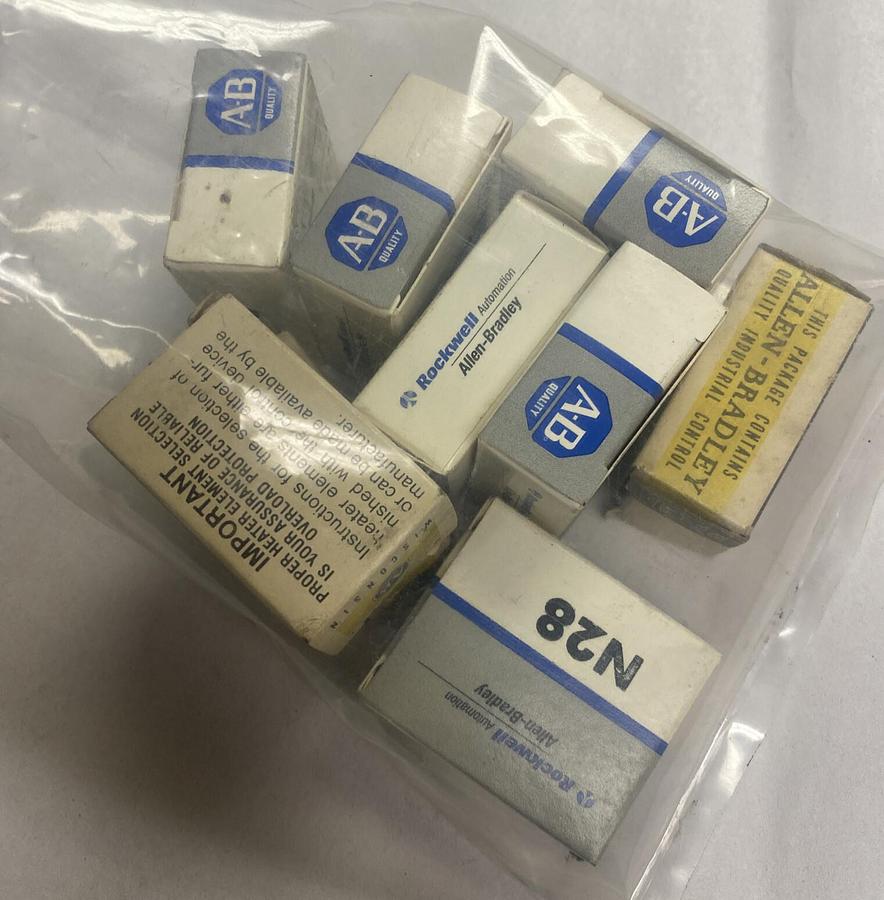 A-B
QUALITY
A-B
QUALITY
A-B
QUALITY
Rockwell Automation
Allen-Bradley
A-B
QUALITY
THIS PACKAGE CONTAINS
ALLEN-BRADLEY
QUALITY INDUSTRIAL CONTROL
IMPORTANT
PROPER HEATER ELEMENT SELECTION
IS YOUR ASSURANCE OF RELIABLE
OVERLOAD PROTECTION
Instructions for the selection of
heater elements are either fur-
nished with the control device
or can be made available by the
manufacturer.
N28
Rockwell Automation
Allen-Bradley